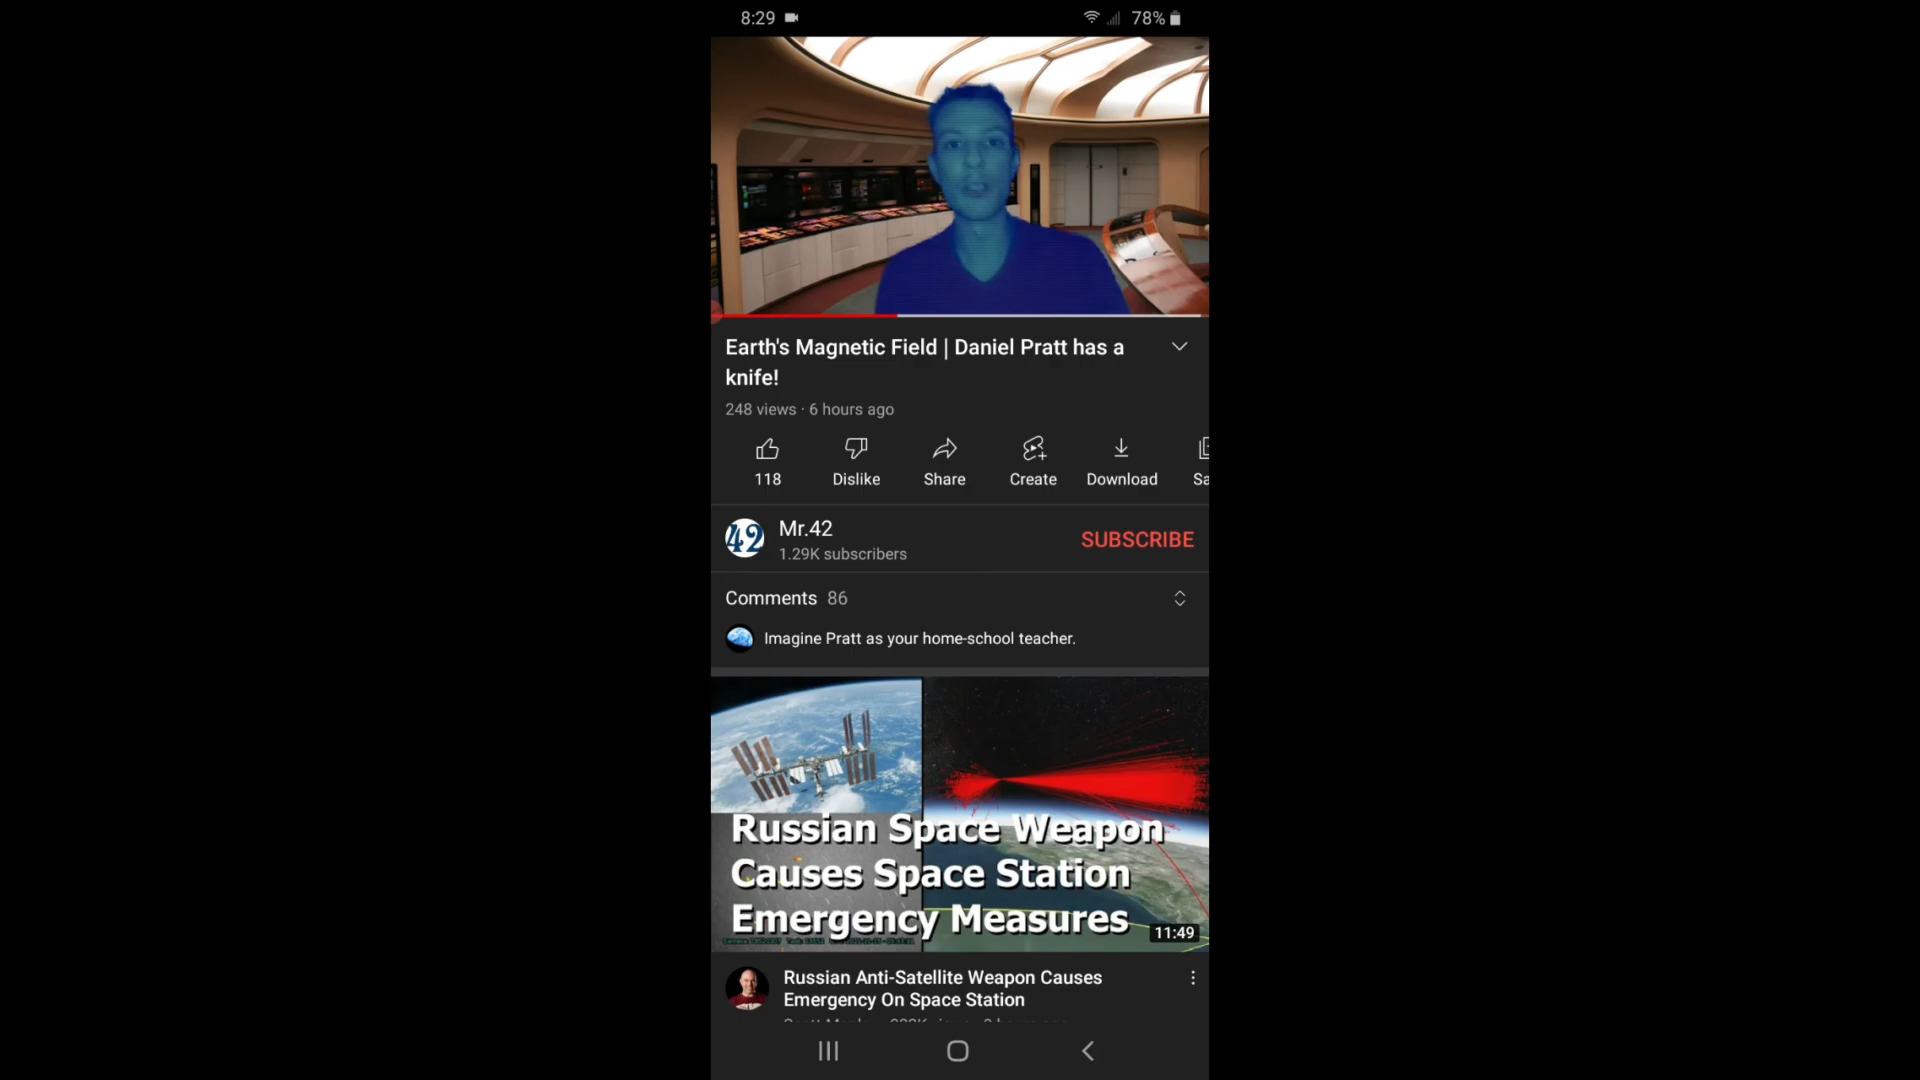 8:29
78%
Earth's Magnetic Field | Daniel Pratt has a
knife!
248 views · 6 hours ago
118
Dislike
Share
Create
Download
Sa
42
Mr.42
1.29K subscribers
SUBSCRIBE
Comments 86
Imagine Pratt as your home-school teacher.
Russian Space Weapon
Causes Space Station
Emergency Measures
11:49
Russian Anti-Satellite Weapon Causes
Emergency On Space Station